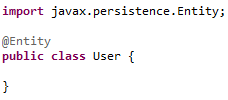 import javax.persistence.Entity;
@Entity
public class User {
}